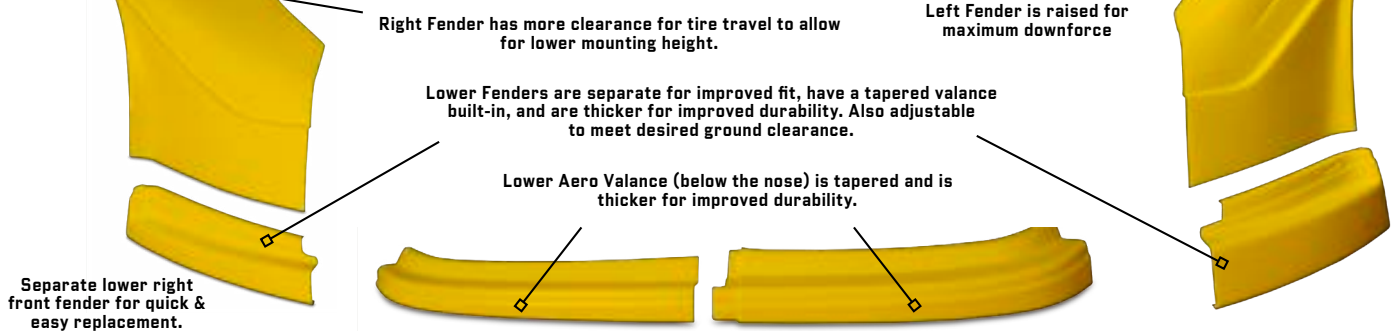 Right Fender has more clearance for tire travel to allow
for lower mounting height.
Left Fender is raised for
maximum downforce
Lower Fenders are separate for improved fit, have a tapered valance
built-in, and are thicker for improved durability. Also adjustable
to meet desired ground clearance.
Lower Aero Valance (below the nose) is tapered and is
thicker for improved durability.
Separate lower right
front fender for quick &
easy replacement.